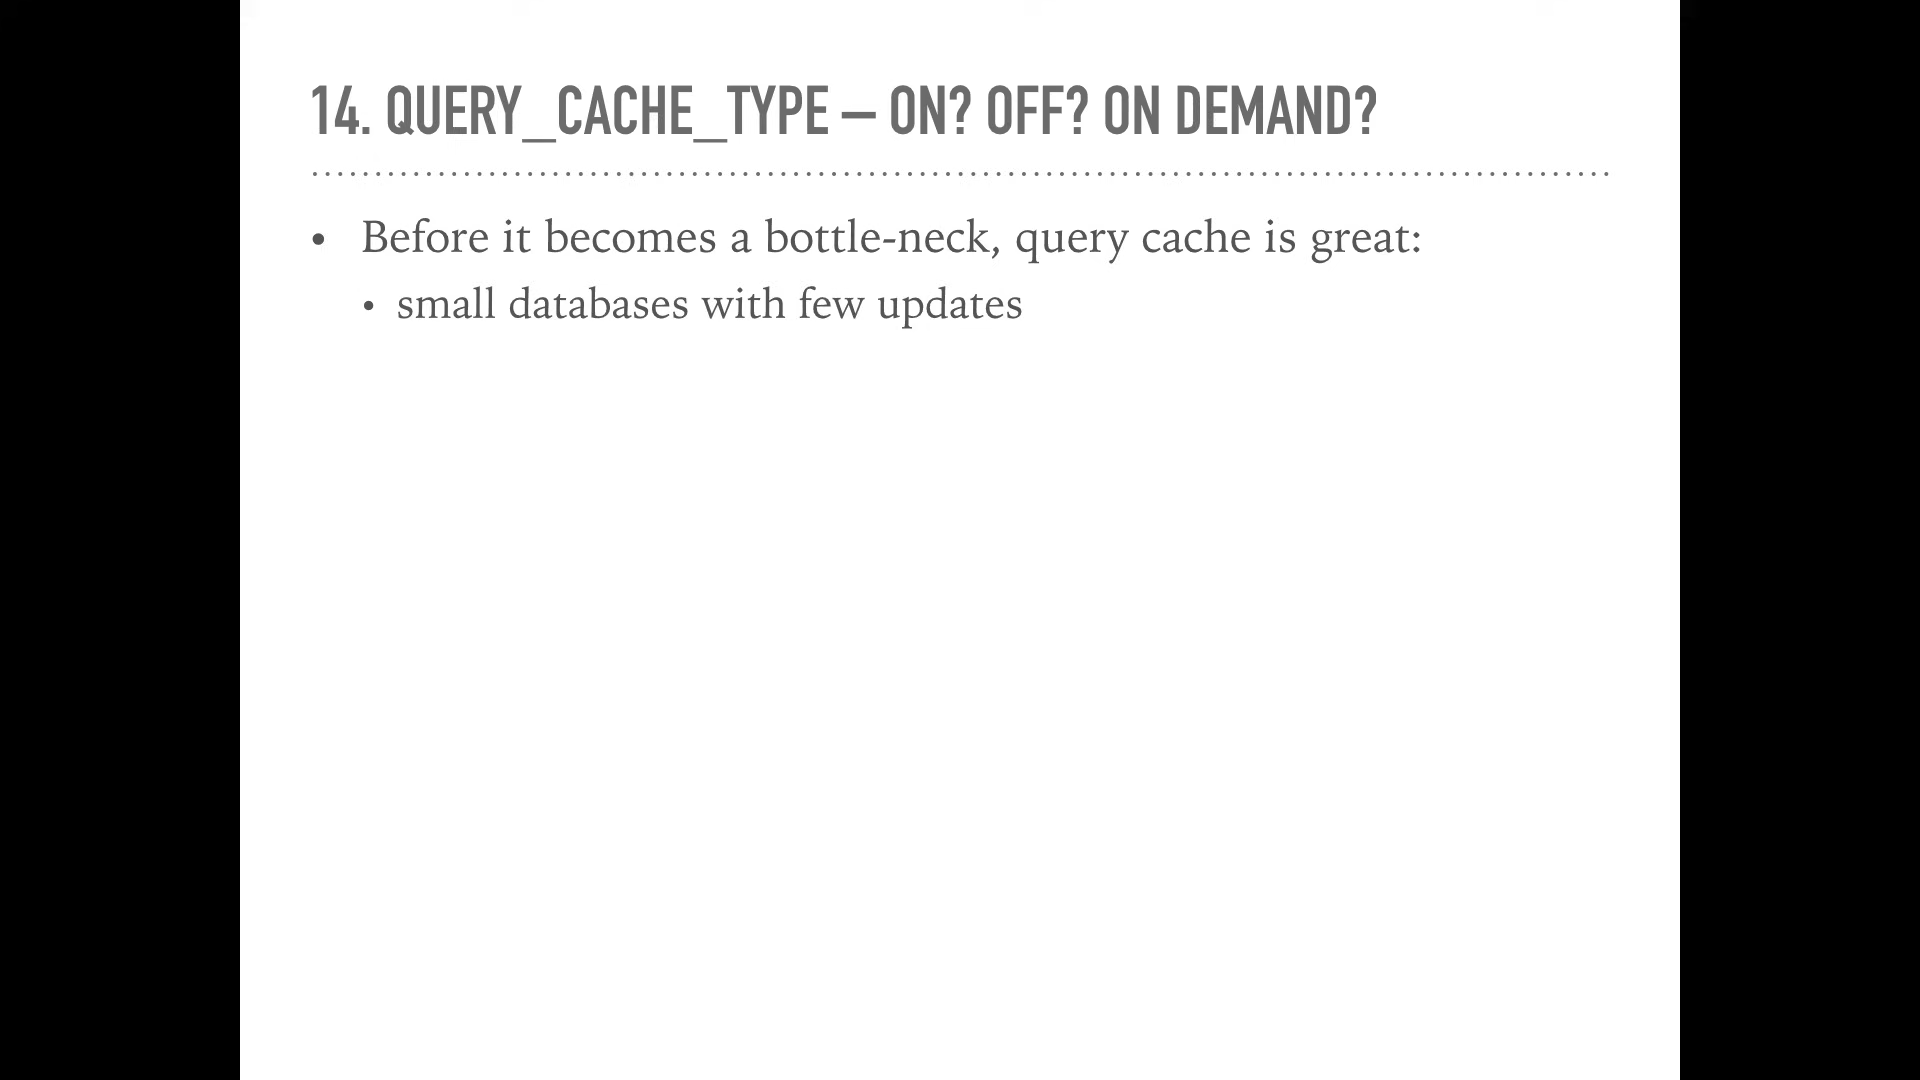 14. QUERY_CACHE_TYPE – ON? OFF? ON DEMAND?
• Before it becomes a bottle-neck, query cache is great:
• small databases with few updates